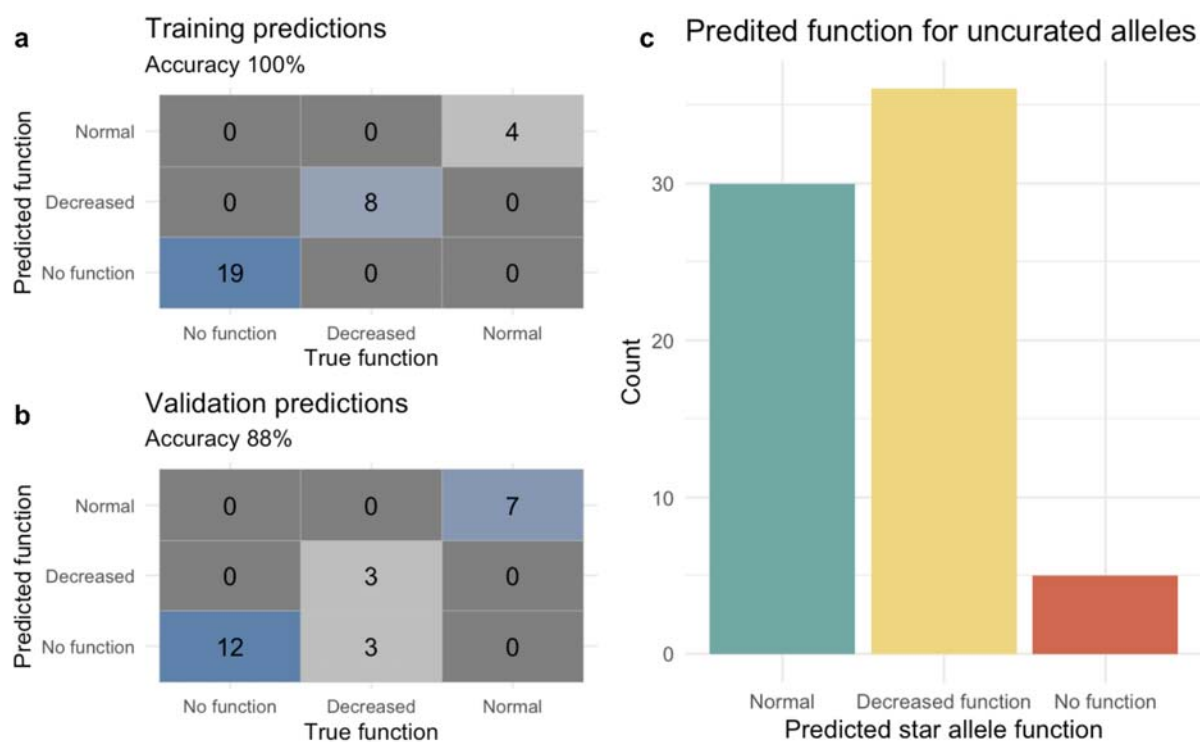 a
Training predictions
Accuracy 100%
Predicted function
Normal
0
0
4
Decreased
0
8
0
No function
19
0
0
No function
Decreased
Normal
True function
b
Validation predictions
Accuracy 88%
Predicted function
Normal
0
0
7
Decreased
0
3
0
No function
12
3
0
No function
Decreased
Normal
True function
c
Predited function for uncurated alleles
Count
30
20
10
0
Normal
Decreased function
No function
Predicted star allele function